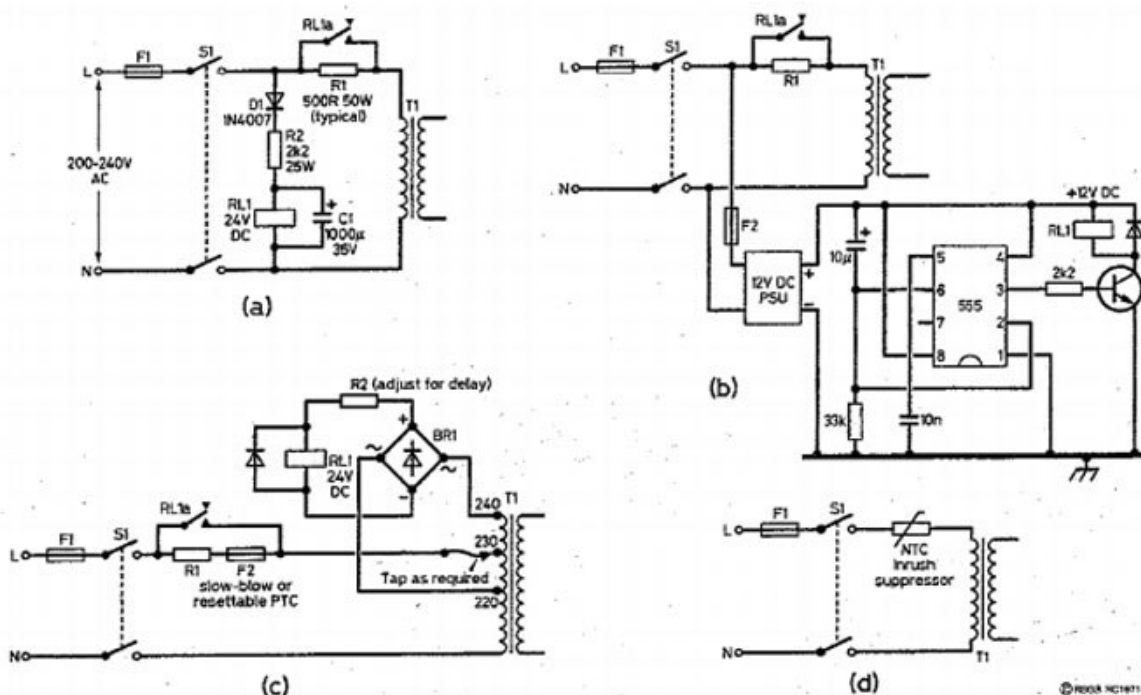 RL1a
F1
S1
L
R1
500R 50W
(typical)
D1
1N4007
T1
R2
2k2
25W
200-240V
AC
RL1
24V
DC
+
C1
1000µ
35V
N
(a)
RL1a
F1
S1
L
R1
T1
N
F2
12V DC
PSU
+
−
+
10µ
+12V DC
RL1
5
4
6
3
555
7
2
8
1
2k2
33k
10n
(b)
R2 (adjust for delay)
+
BR1
~
~
−
RL1
24V
DC
RL1a
F1
S1
L
R1
F2
slow-blow or
resettable PTC
240
T1
230
Tap as required
220
N
(c)
F1
S1
L
NTC
Inrush
suppressor
N
T1
(d)